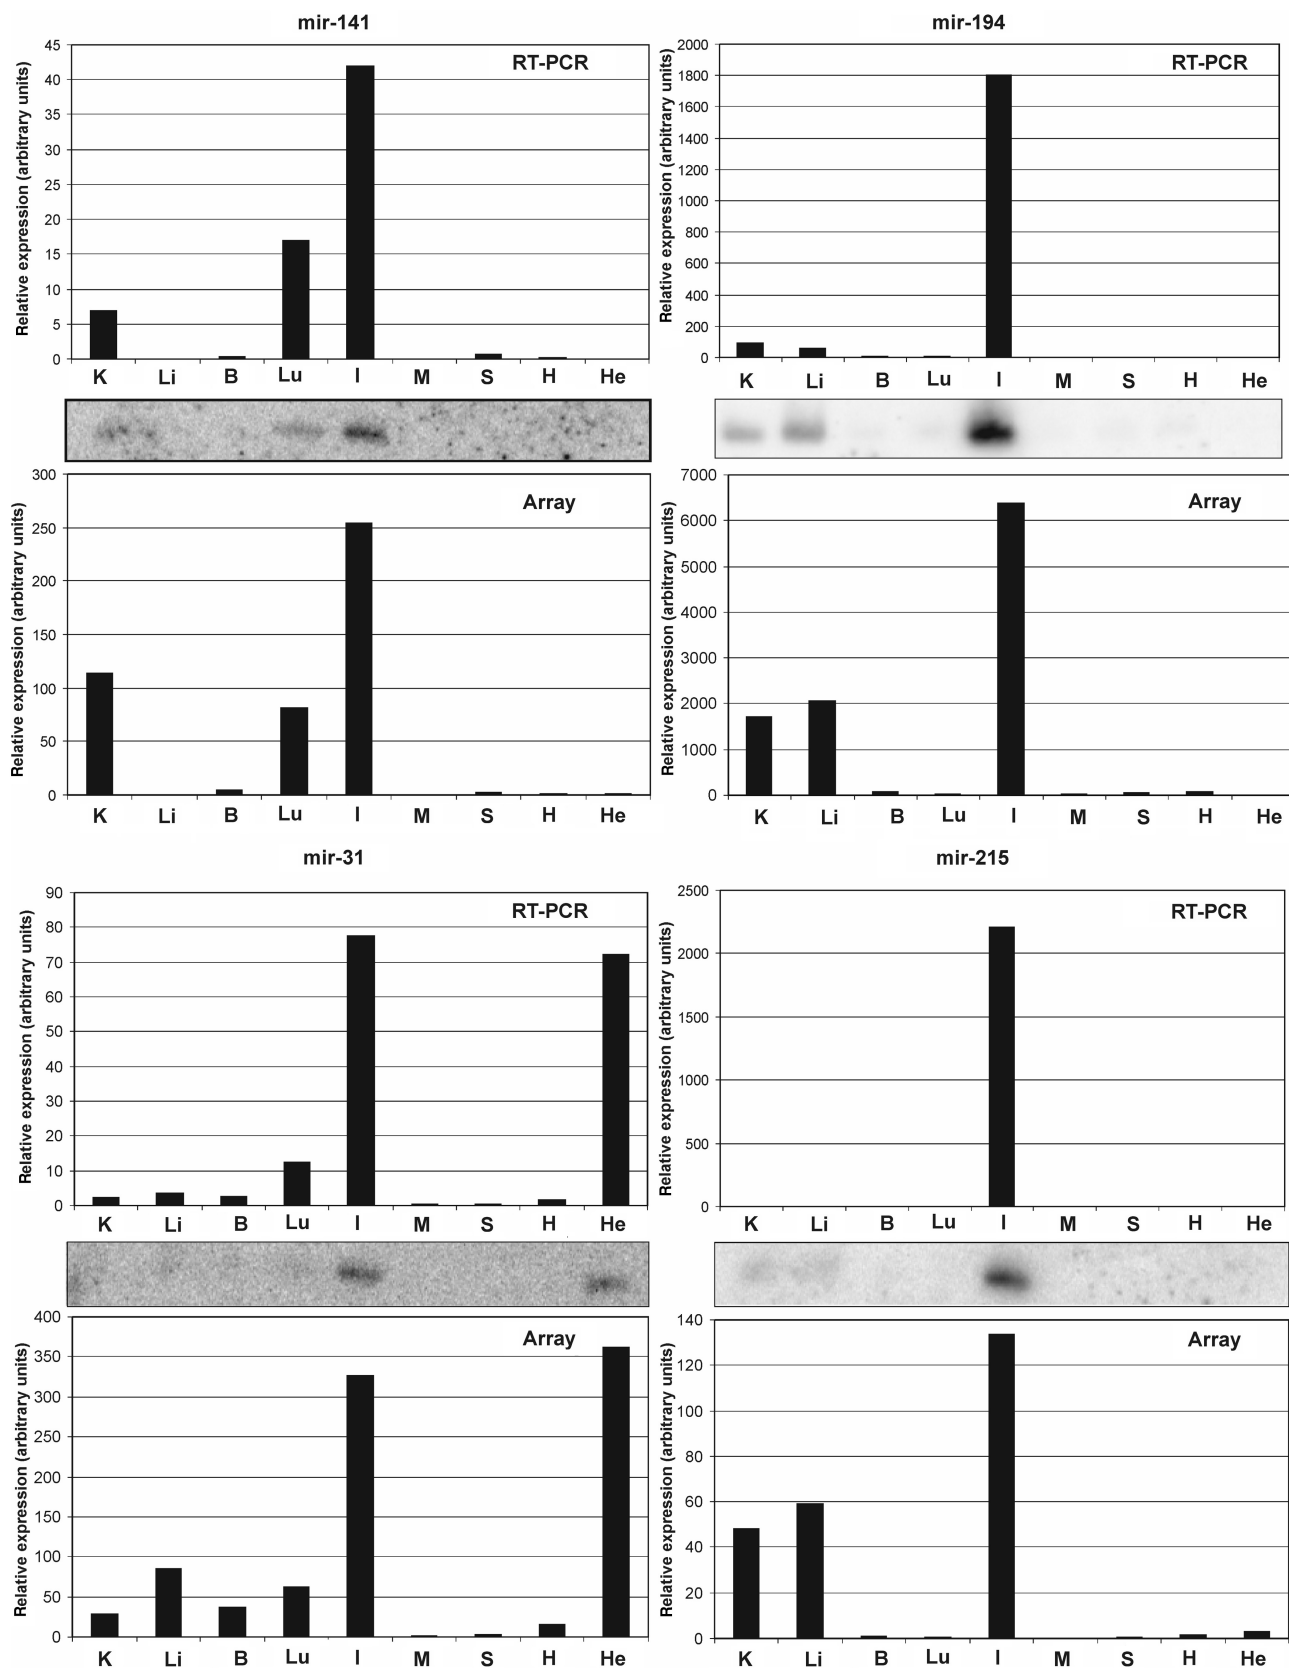 mir-141
RT-PCR
Relative expression (arbitrary units)
45
40
35
30
25
20
15
10
5
0
K Li B Lu I M S H He
Array
Relative expression (arbitrary units)
300
250
200
150
100
50
0
K Li B Lu I M S H He
mir-194
RT-PCR
Relative expression (arbitrary units)
2000
1800
1600
1400
1200
1000
800
600
400
200
0
K Li B Lu I M S H He
Array
Relative expression (arbitrary units)
7000
6000
5000
4000
3000
2000
1000
0
K Li B Lu I M S H He
mir-31
RT-PCR
Relative expression (arbitrary units)
90
80
70
60
50
40
30
20
10
0
K Li B Lu I M S H He
Array
Relative expression (arbitrary units)
400
350
300
250
200
150
100
50
0
K Li B Lu I M S H He
mir-215
RT-PCR
Relative expression (arbitrary units)
2500
2000
1500
1000
500
0
K Li B Lu I M S H He
Array
Relative expression (arbitrary units)
140
120
100
80
60
40
20
0
K Li B Lu I M S H He